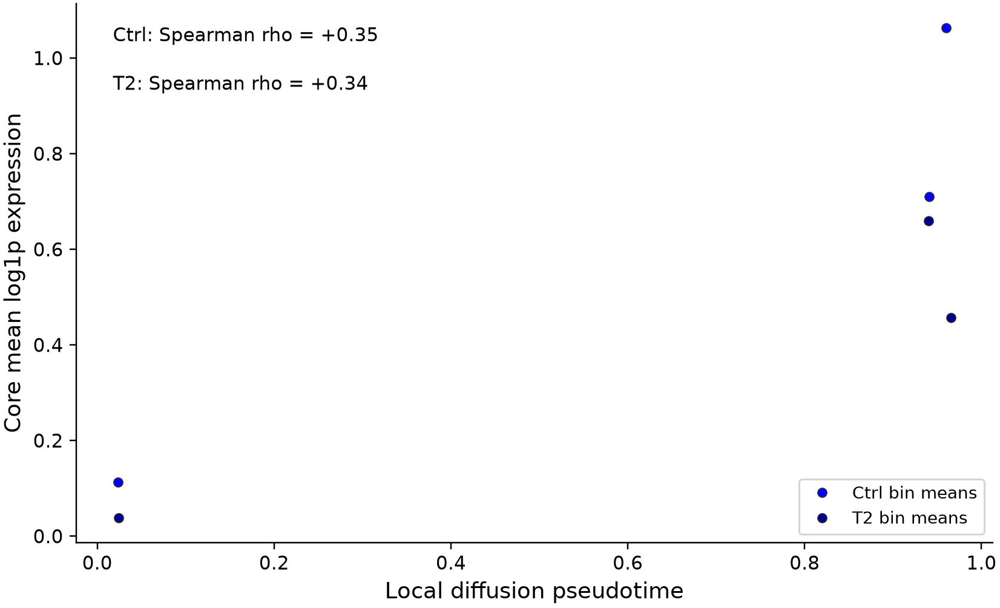 Ctrl: Spearman rho = +0.35
T2: Spearman rho = +0.34
Core mean log1p expression
1.0
0.8
0.6
0.4
0.2
0.0
Ctrl bin means
T2 bin means
0.0 0.2 0.4 0.6 0.8 1.0
Local diffusion pseudotime